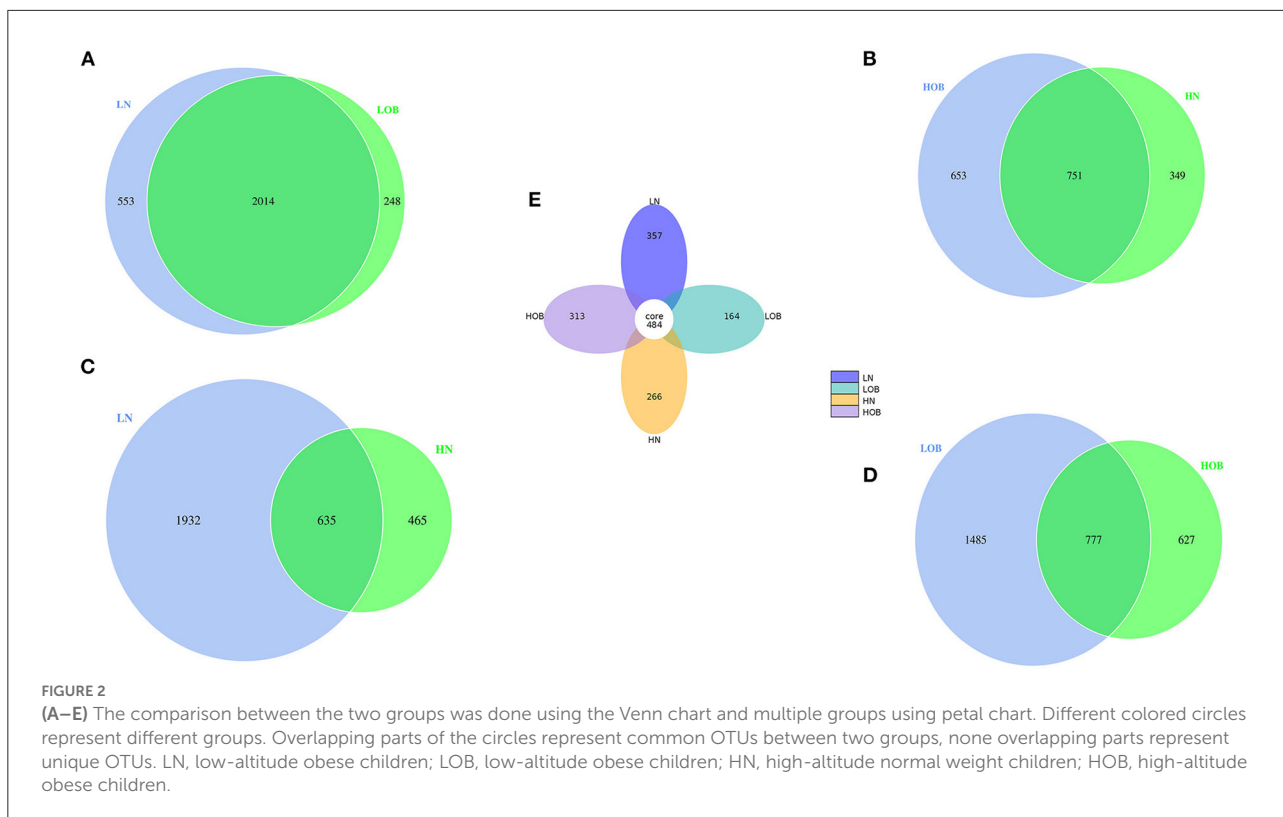 A
LN
LOB
553
2014
248
B
HOB
HN
653
751
349
E
LN
357
HOB
313
core
484
164
LOB
266
HN
LN
LOB
HN
HOB
C
LN
HN
1932
635
465
D
LOB
HOB
1485
777
627
FIGURE 2
(A–E) The comparison between the two groups was done using the Venn chart and multiple groups using petal chart. Different colored circles
represent different groups. Overlapping parts of the circles represent common OTUs between two groups, none overlapping parts represent
unique OTUs. LN, low-altitude obese children; LOB, low-altitude obese children; HN, high-altitude normal weight children; HOB, high-altitude
obese children.